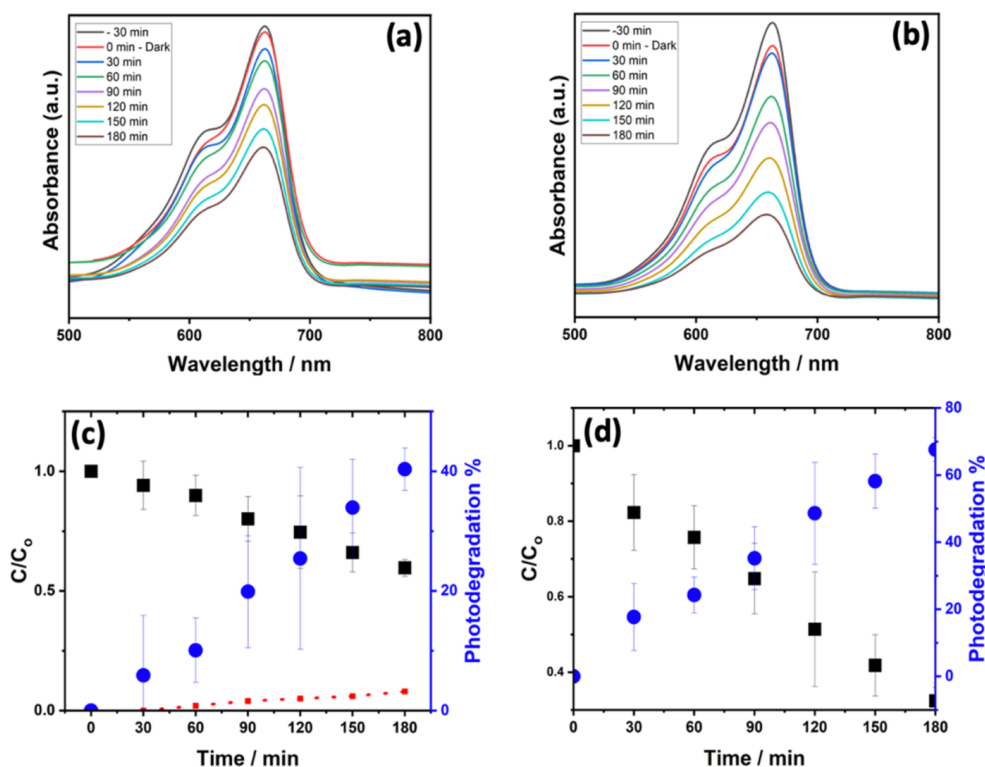 (a)
- 30 min
0 min - Dark
30 min
60 min
90 min
120 min
150 min
180 min
Absorbance (a.u.)
500
600
700
800
Wavelength / nm
(b)
-30 min
0 min - Dark
30 min
60 min
90 min
120 min
150 min
180 min
Absorbance (a.u.)
500
600
700
800
Wavelength / nm
(c)
1.0
0.5
0.0
C/Co
40
20
0
Photodegradation %
0
30
60
90
120
150
180
Time / min
(d)
1.0
0.8
0.6
0.4
C/Co
80
60
40
20
0
Photodegradation %
0
30
60
90
120
150
180
Time / min